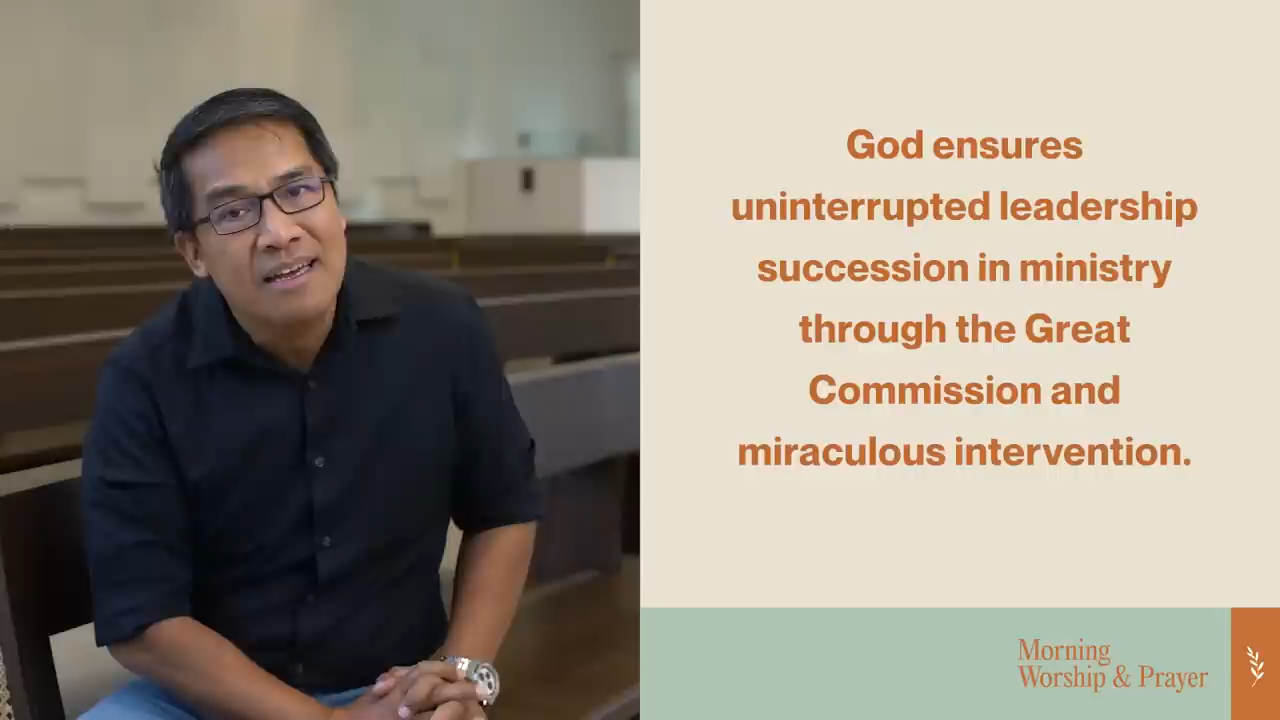 God ensures
uninterrupted leadership
succession in ministry
through the Great
Commission and
miraculous intervention.
Morning
Worship & Prayer